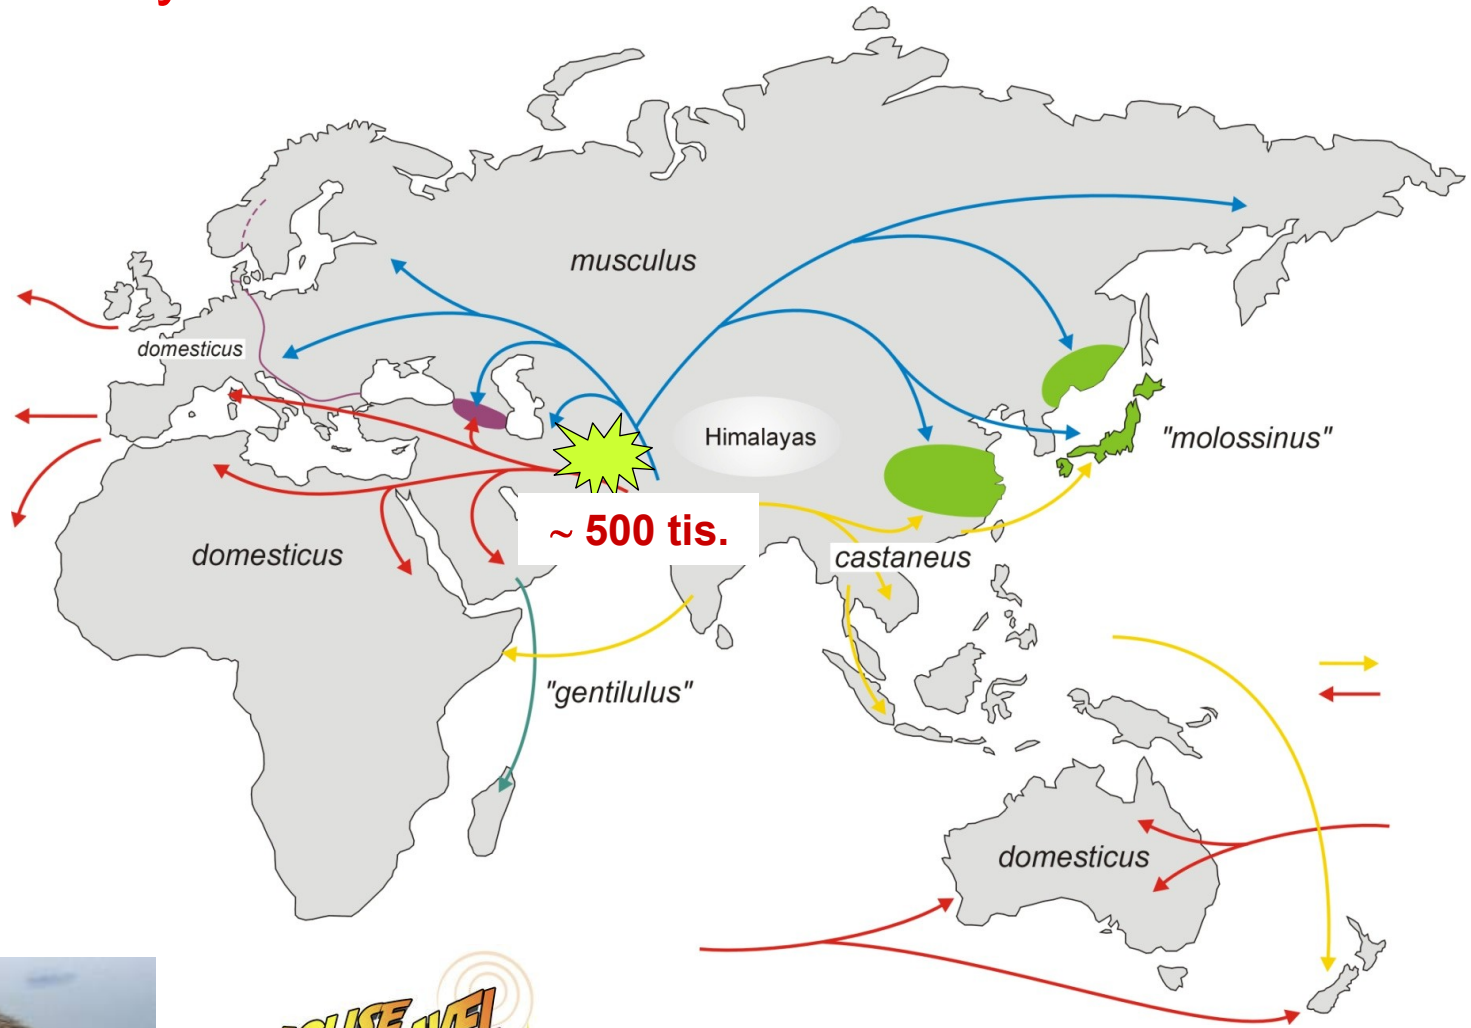 musculus
domesticus
Himalayas
"molossinus"
~ 500 tis.
domesticus
castaneus
"gentilulus"
domesticus